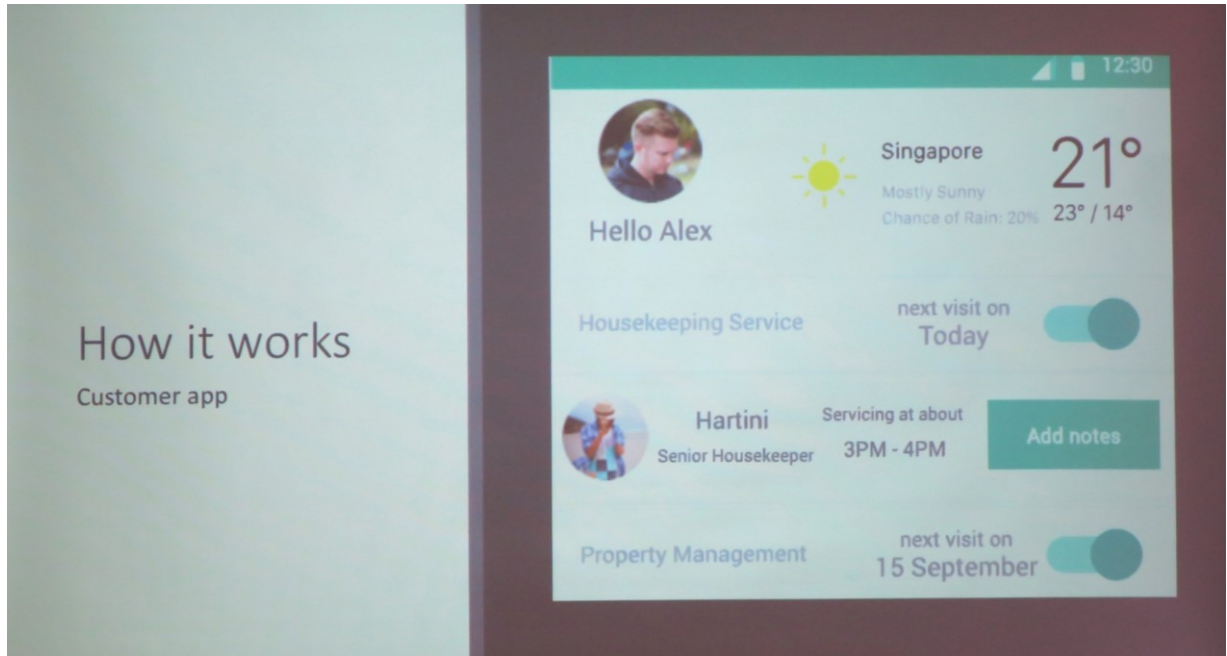 How it works
Customer app
12:30
Hello Alex
Singapore
Mostly Sunny
Chance of Rain: 20%
21°
23° / 14°
Housekeeping Service
next visit on
Today
Hartini
Senior Housekeeper
Servicing at about
3PM - 4PM
Add notes
Property Management
next visit on
15 September